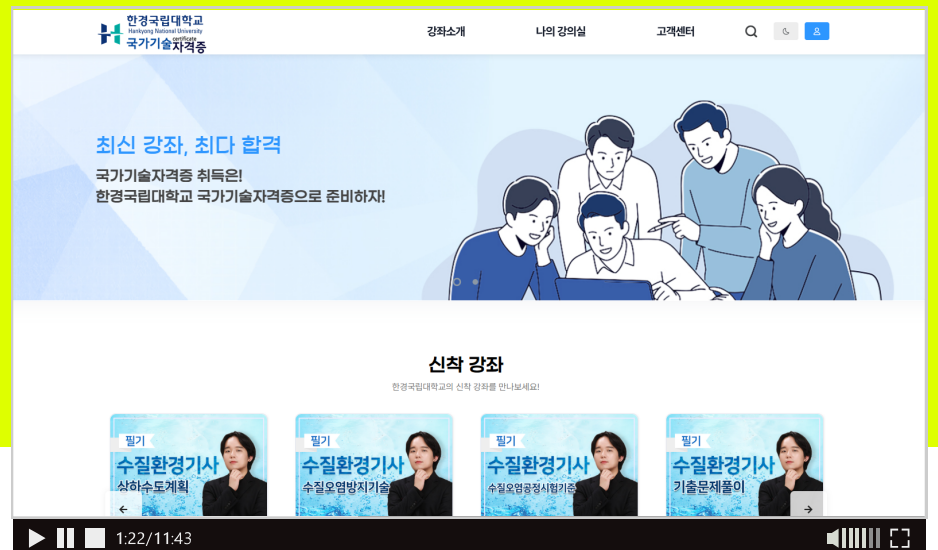 한경국립대학교
Hankyong National University
certificate
국가기술자격증
강좌소개
나의 강의실
고객센터
최신 강좌, 최다 합격
국가기술자격증 취득은!
한경국립대학교 국가기술자격증으로 준비하자!
신착 강좌
한경국립대학교의 신착 강좌를 만나보세요!
필기
수질환경기사
상하수도계획
필기
수질환경기사
수질오염방지기술
필기
수질환경기사
수질오염공정시험기준
필기
수질환경기사
기출문제풀이
1:22/11:43